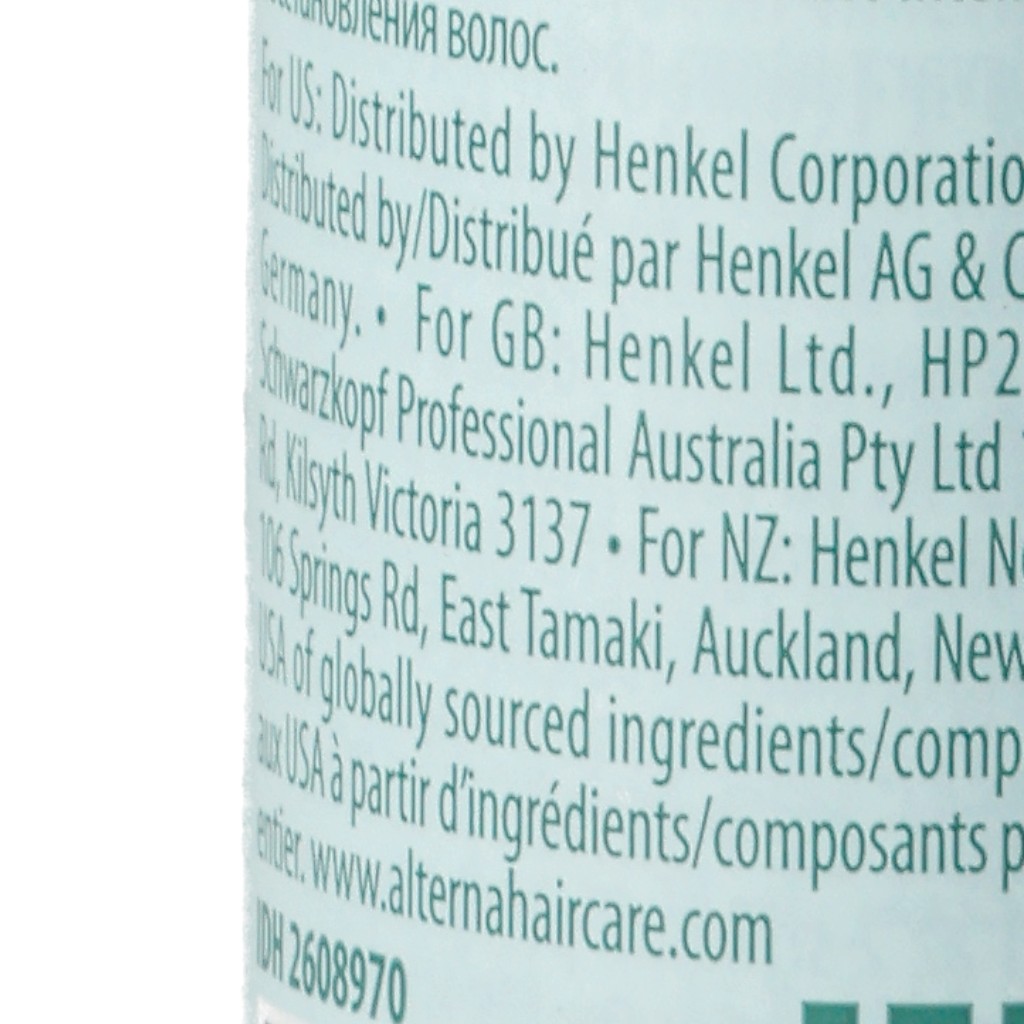 волос.
For US: Distributed by Henkel Corporatio
Distributed by/Distribué par Henkel AG & C
Germany. • For GB: Henkel Ltd., HP2
Schwarzkopf Professional Australia Pty Ltd
Rd, Kilsyth Victoria 3137 • For NZ: Henkel Ne
106 Springs Rd, East Tamaki, Auckland, New
USA of globally sourced ingredients/comp
aux USA à partir d'ingrédients/composants p
entier. www.alternahaircare.com
IDH 2608970